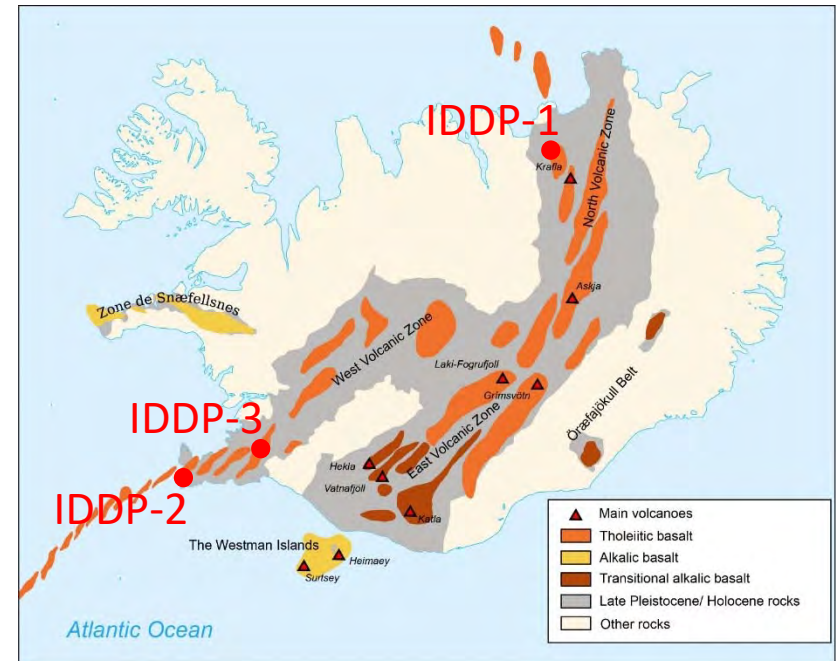 IDDP-1
Krafla
North Volcanic Zone
Askja
Zone de Snæfellsnes
West Volcanic Zone
Laki-Fogrufjoll
Grimsvötn
Öræfajökull Belt
IDDP-3
East Volcanic Zone
Hekla
Vatnafjöll
Katla
IDDP-2
The Westman Islands
Heimaey
Surtsey
Atlantic Ocean
Main volcanoes
Tholeiitic basalt
Alkalic basalt
Transitional alkalic basalt
Late Pleistocene/ Holocene rocks
Other rocks